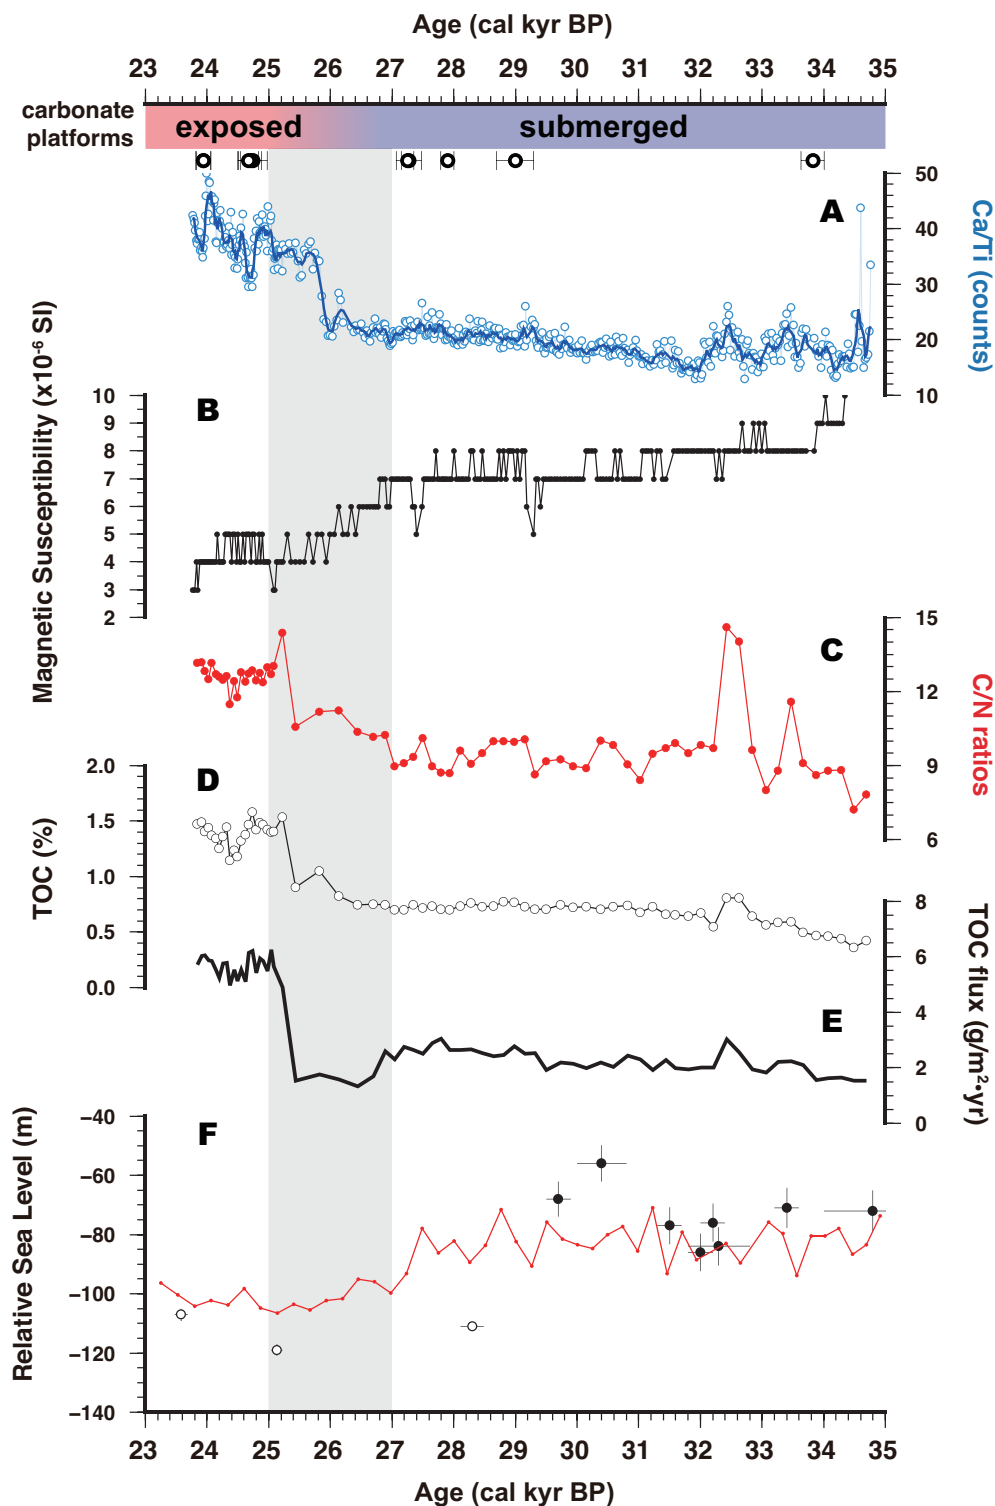 Age (cal kyr BP)
23 24 25 26 27 28 29 30 31 32 33 34 35
carbonate platforms
exposed submerged
A
Ca/Ti (counts)
50
40
30
20
10
B
Magnetic Susceptibility (x10⁻⁶ SI)
10
9
8
7
6
5
4
3
2
C
C/N ratios
15
12
9
6
D
TOC (%)
2.0
1.5
1.0
0.5
0.0
E
TOC flux (g/m²•yr)
8
6
4
2
0
F
Relative Sea Level (m)
−40
−60
−80
−100
−120
−140
23 24 25 26 27 28 29 30 31 32 33 34 35
Age (cal kyr BP)